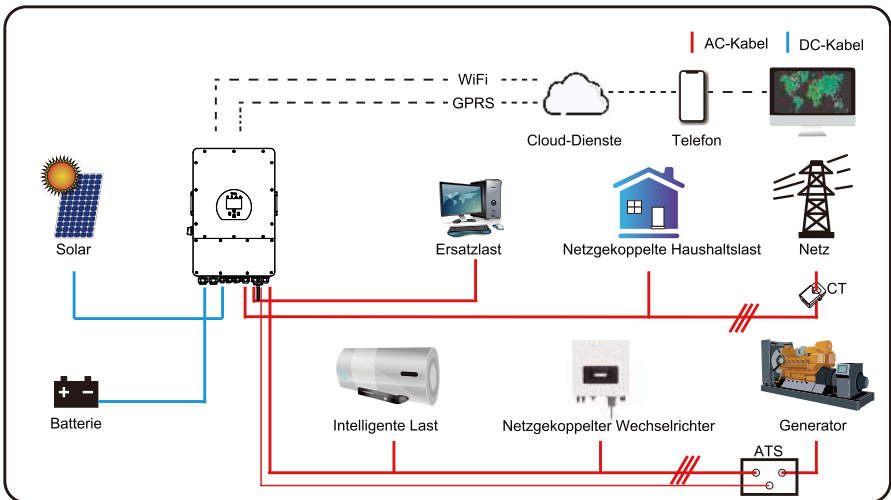 AC-Kabel
DC-Kabel
WiFi
GPRS
Cloud-Dienste
Telefon
Solar
Ersatzlast
Netzgekoppelte Haushaltslast
Netz
CT
Batterie
Intelligente Last
Netzgekoppelter Wechselrichter
Generator
ATS